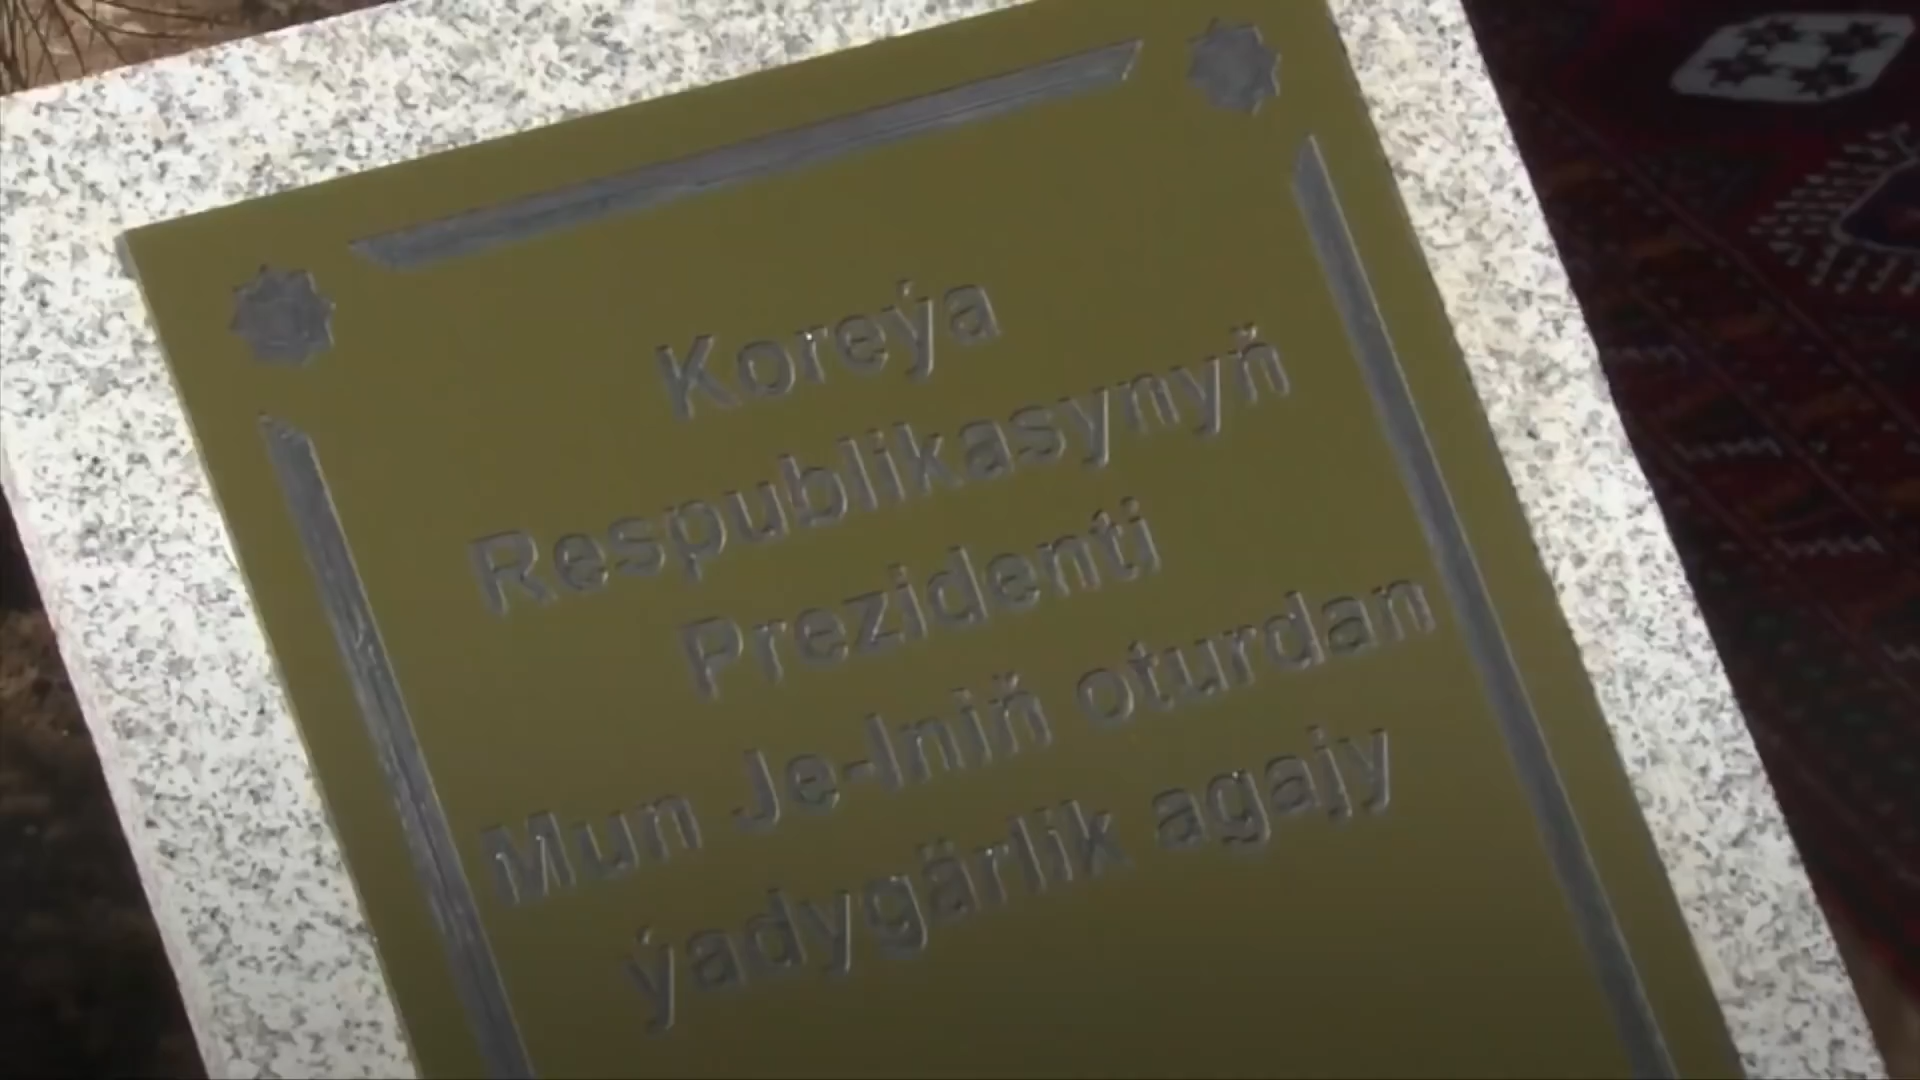 Koreýa
Respublikasynyň
Prezidenti
Mun Je-Iniň oturdan
ýadygärlik agajy